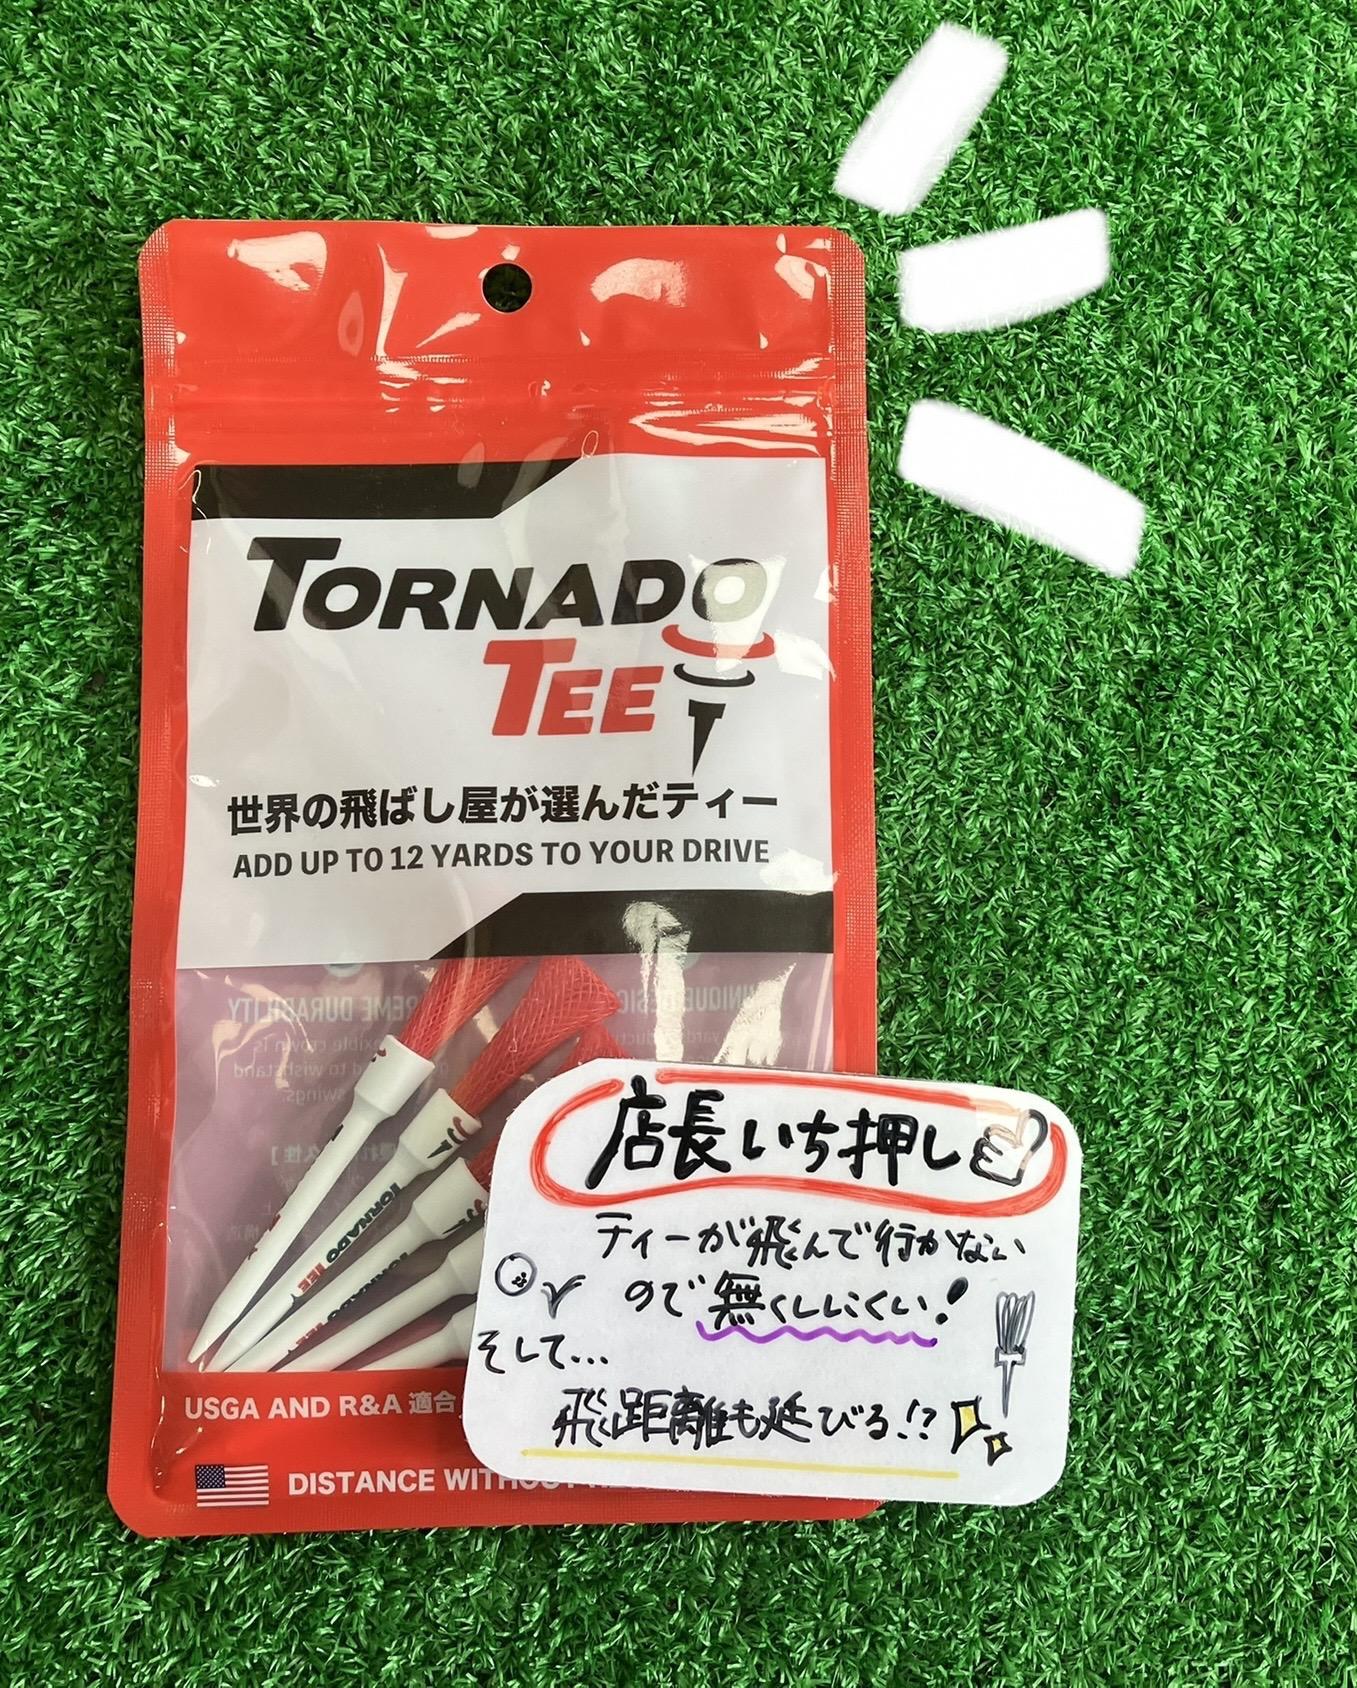 TORNADO
TEE
世界の飛ばし屋が選んだティー
ADD UP TO 12 YARDS TO YOUR DRIVE
TORNADO TEE
USGA AND R&A 適合
DISTANCE
店長いち押し
ティーが飛んで行かない
ので無くしにくい!
そして...
飛距離も延びる!?